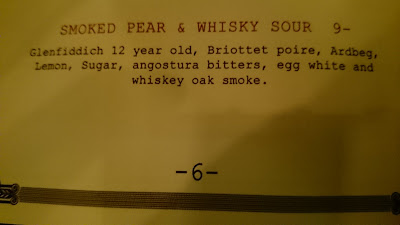 SMOKED PEAR & WHISKY SOUR 9-
Glenfiddich 12 year old, Briottet poire, Ardbeg,
Lemon, Sugar, angostura bitters, egg white and
whiskey oak smoke.
-6-